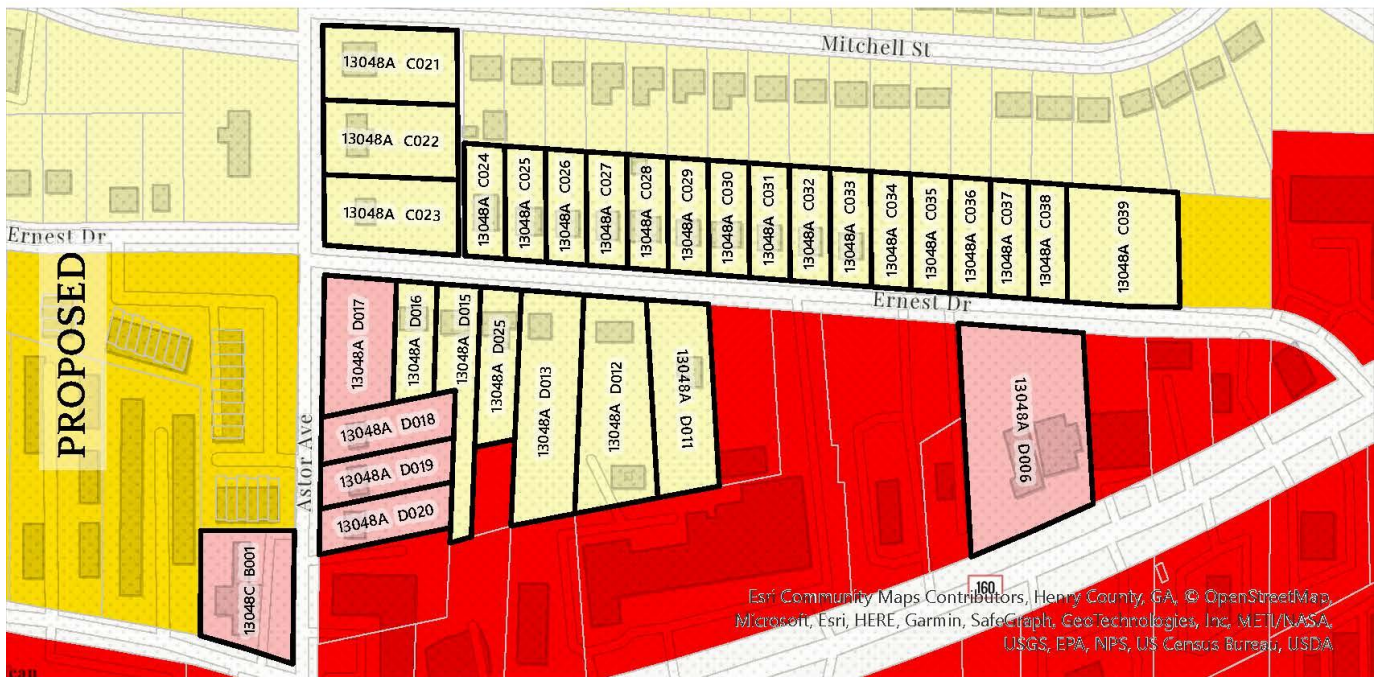 Mitchell St
13048A C021
13048A C022
13048A C023
13048A C024
13048A C025
13048A C026
13048A C027
13048A C028
13048A C029
13048A C030
13048A C031
13048A C032
13048A C033
13048A C034
13048A C035
13048A C036
13048A C037
13048A C038
13048A C039
Ernest Dr
Ernest Dr
PROPOSED
Astor Ave
13048A D017
13048A D016
13048A D015
13048A D025
13048A D013
13048A D012
13048A D011
13048A D006
13048A D018
13048A D019
13048A D020
13048C B001
160
Esri Community Maps Contributors, Henry County, GA, © OpenStreetMap,
Microsoft, Esri, HERE, Garmin, SafeGraph, GeoTechnologies, Inc, METI/NASA,
USGS, EPA, NPS, US Census Bureau, USDA